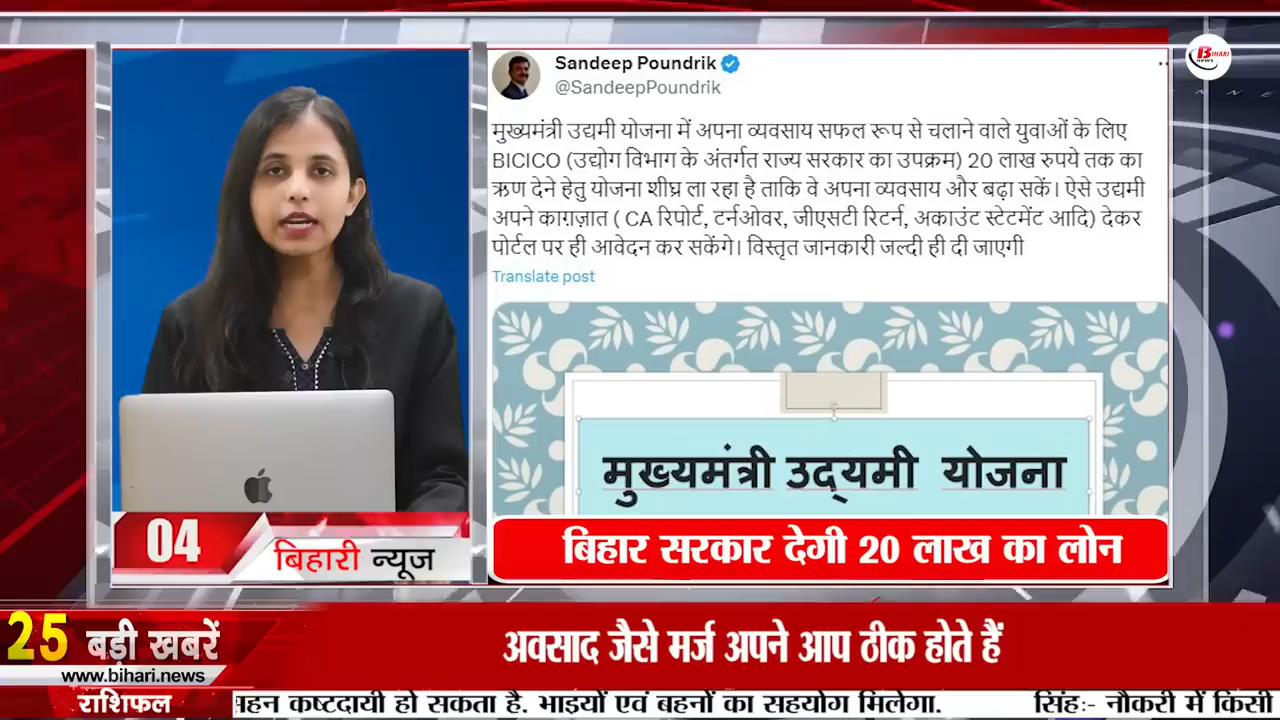 Sandeep Poundrik
@SandeepPoundrik
BIHARI
news
मुख्यमंत्री उद्यमी योजना में अपना व्यवसाय सफल रूप से चलाने वाले युवाओं के लिए
BICICO (उद्योग विभाग के अंतर्गत राज्य सरकार का उपक्रम) 20 लाख रुपये तक का
ऋण देने हेतु योजना शीघ्र ला रहा है ताकि वे अपना व्यवसाय और बढ़ा सकें। ऐसे उद्यमी
अपने काग़ज़ात ( CA रिपोर्ट, टर्नओवर, जीएसटी रिटर्न, अकाउंट स्टेटमेंट आदि) देकर
पोर्टल पर ही आवेदन कर सकेंगे। विस्तृत जानकारी जल्दी ही दी जाएगी
Translate post
मुख्यमंत्री उद्यमी योजना
04
बिहारी न्यूज
बिहार सरकार देगी 20 लाख का लोन
25 बड़ी खबरें
www.bihari.news
अवसाद जैसे मर्ज अपने आप ठीक होते हैं
राशिफल
कष्टदायी हो सकता है. भाइयों एवं बहनों का सहयोग मिलेगा. सिंहः- नौकरी में किसी